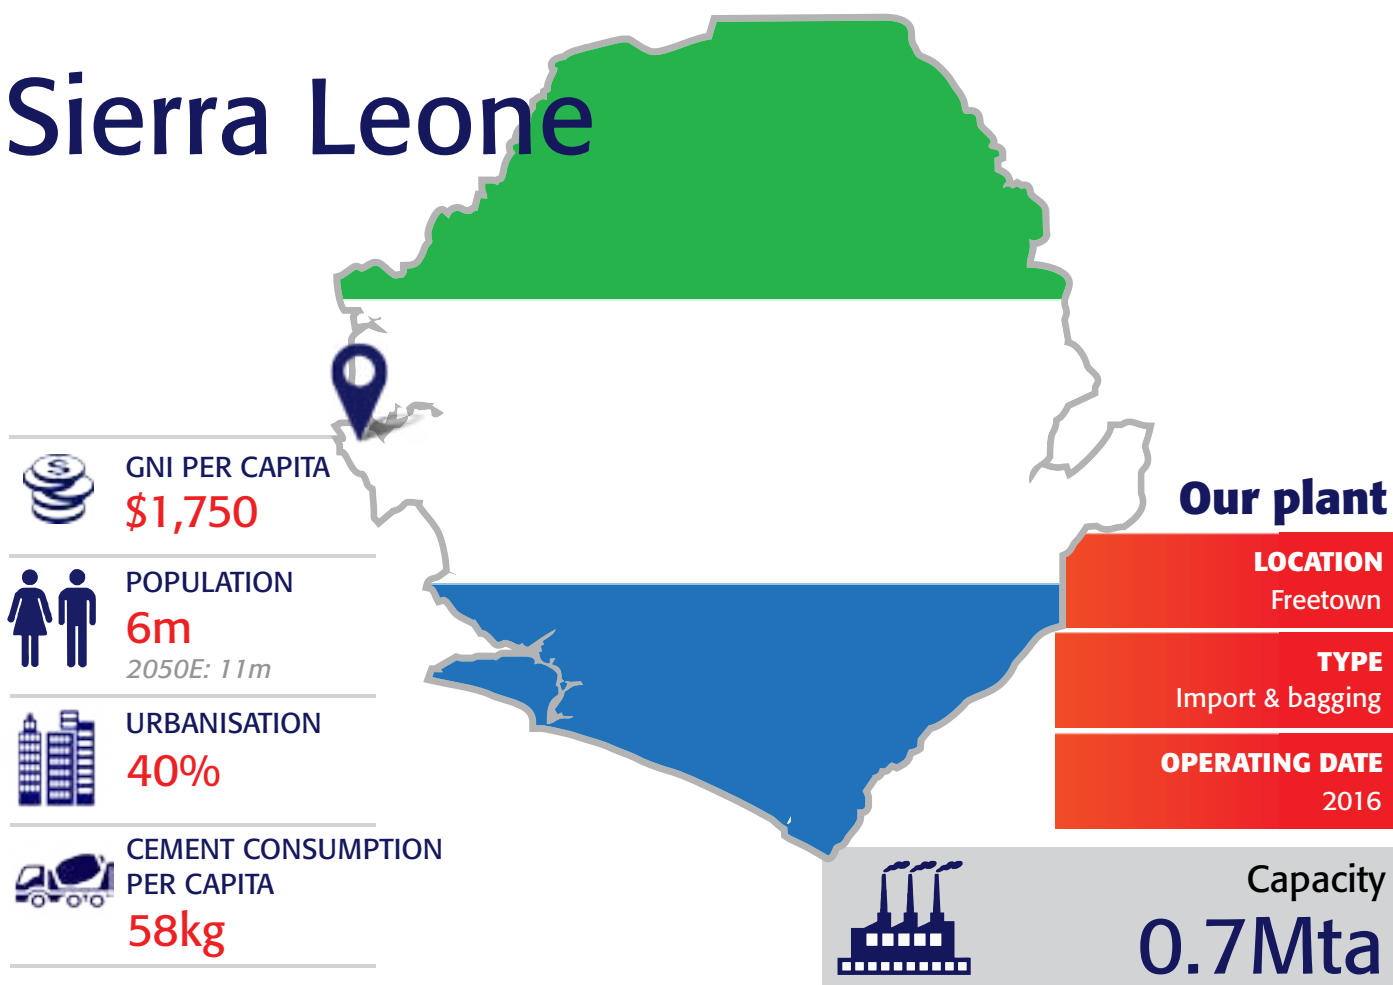 Sierra Leone
GNI PER CAPITA
$1,750
POPULATION
6m
2050E: 11m
URBANISATION
40%
CEMENT CONSUMPTION
PER CAPITA
58kg
Our plant
LOCATION
Freetown
TYPE
Import & bagging
OPERATING DATE
2016
Capacity
0.7Mta